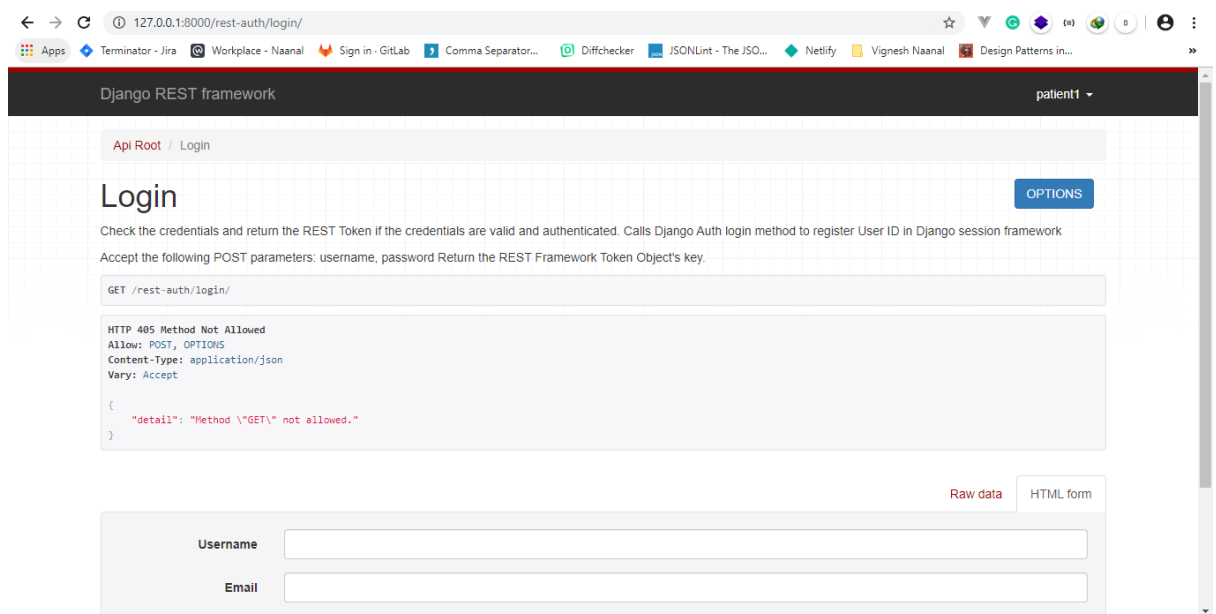 127.0.0.1:8000/rest-auth/login/
Apps Terminator - Jira Workplace - Naanal Sign in · GitLab Comma Separator... Diffchecker JSONLint - The JSO... Netlify Vignesh Naanal Design Patterns in... »
Django REST framework patient1
Api Root / Login
Login OPTIONS
Check the credentials and return the REST Token if the credentials are valid and authenticated. Calls Django Auth login method to register User ID in Django session framework
Accept the following POST parameters: username, password Return the REST Framework Token Object's key.
GET /rest-auth/login/
HTTP 405 Method Not Allowed
Allow: POST, OPTIONS
Content-Type: application/json
Vary: Accept
{
"detail": "Method \"GET\" not allowed."
}
Raw data HTML form
Username
Email